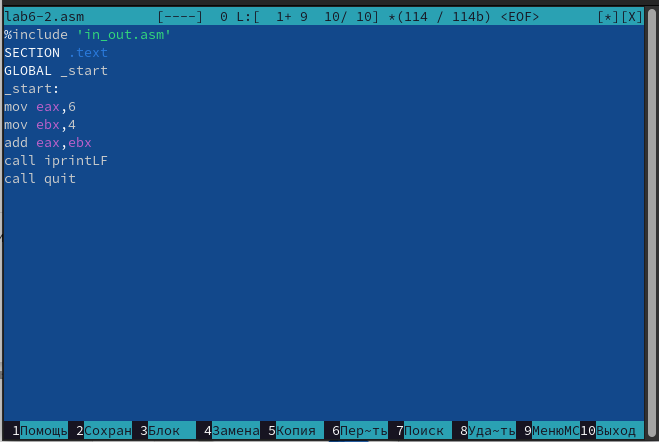 lab6-2.asm [----] 0 L:[ 1+ 9 10/ 10] *(114 / 114b) <EOF> [*][X]
%include 'in_out.asm'
SECTION .text
GLOBAL _start
_start:
mov eax,6
mov ebx,4
add eax,ebx
call iprintLF
call quit
1Помощь 2Сохран 3Блок 4Замена 5Копия 6Пер~ть 7Поиск 8Уда~ть 9МенюMC 10Выход